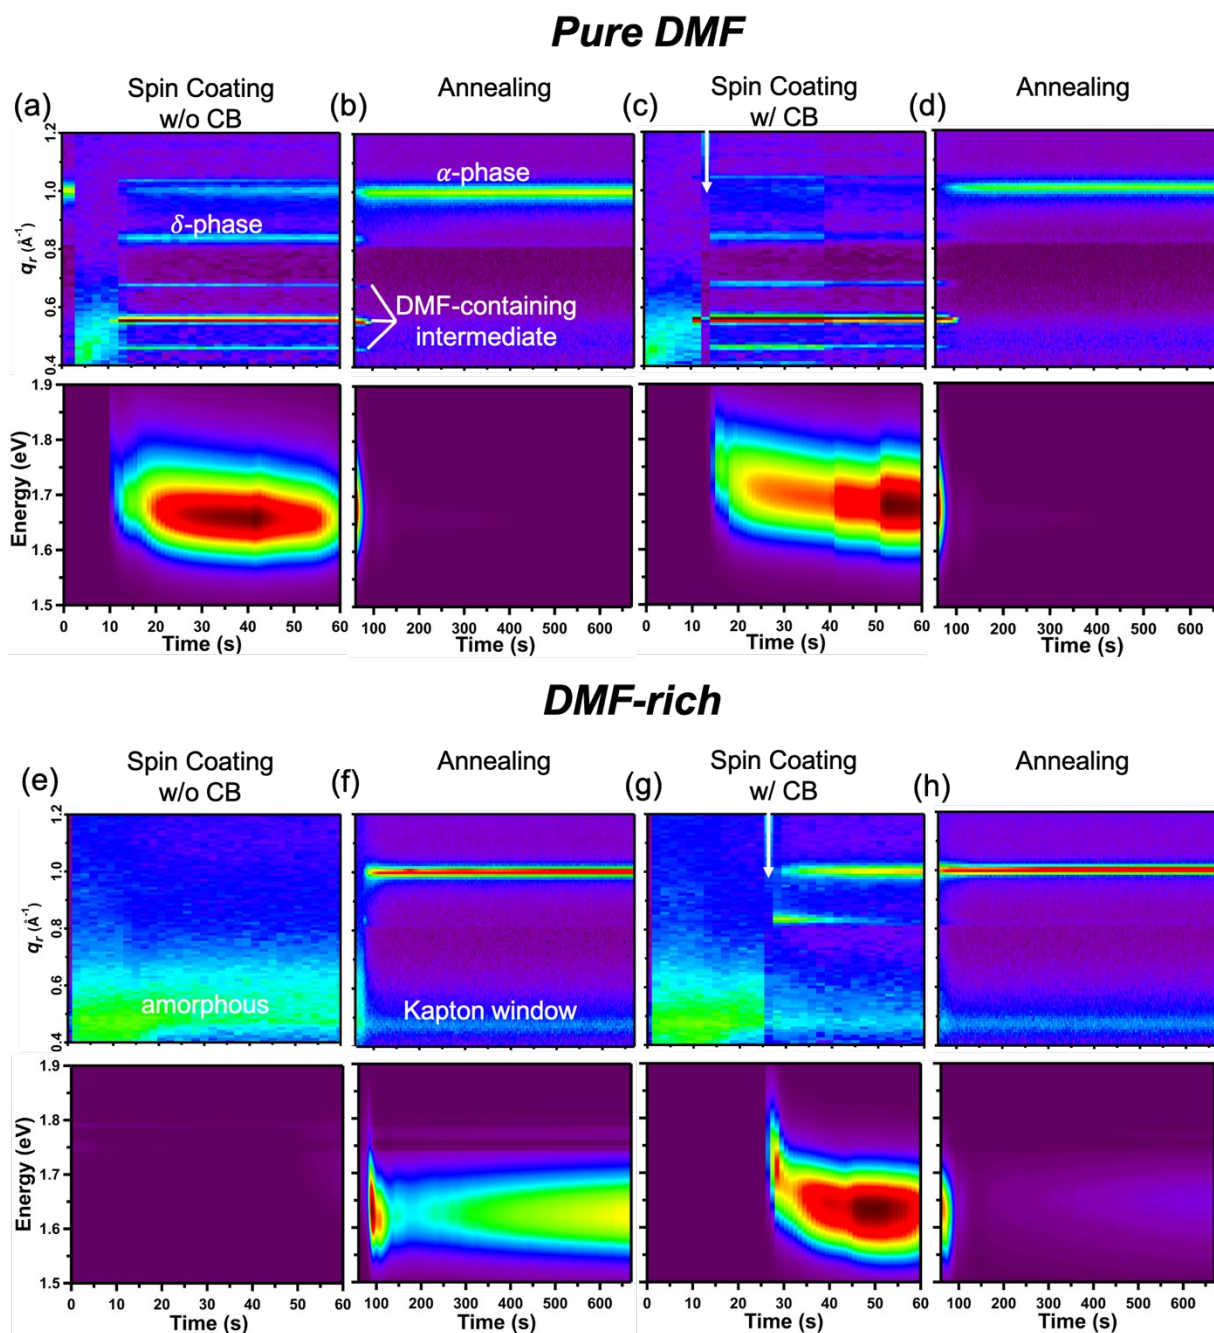 Pure DMF
(a) Spin Coating w/o CB
(b) Annealing
(c) Spin Coating w/ CB
(d) Annealing
qr (Å-1)
1.2
1.0
0.8
0.6
0.4
α-phase
δ-phase
DMF-containing
intermediate
Energy (eV)
1.9
1.8
1.7
1.6
1.5
0 10 20 30 40 50 60
100 200 300 400 500 600
0 10 20 30 40 50 60
100 200 300 400 500 600
Time (s)
Time (s)
Time (s)
Time (s)
DMF-rich
(e) Spin Coating w/o CB
(f) Annealing
(g) Spin Coating w/ CB
(h) Annealing
qr (Å-1)
1.2
1.0
0.8
0.6
0.4
amorphous
Kapton window
Energy (eV)
1.9
1.8
1.7
1.6
1.5
0 10 20 30 40 50 60
100 200 300 400 500 600
0 10 20 30 40 50 60
100 200 300 400 500 600
Time (s)
Time (s)
Time (s)
Time (s)